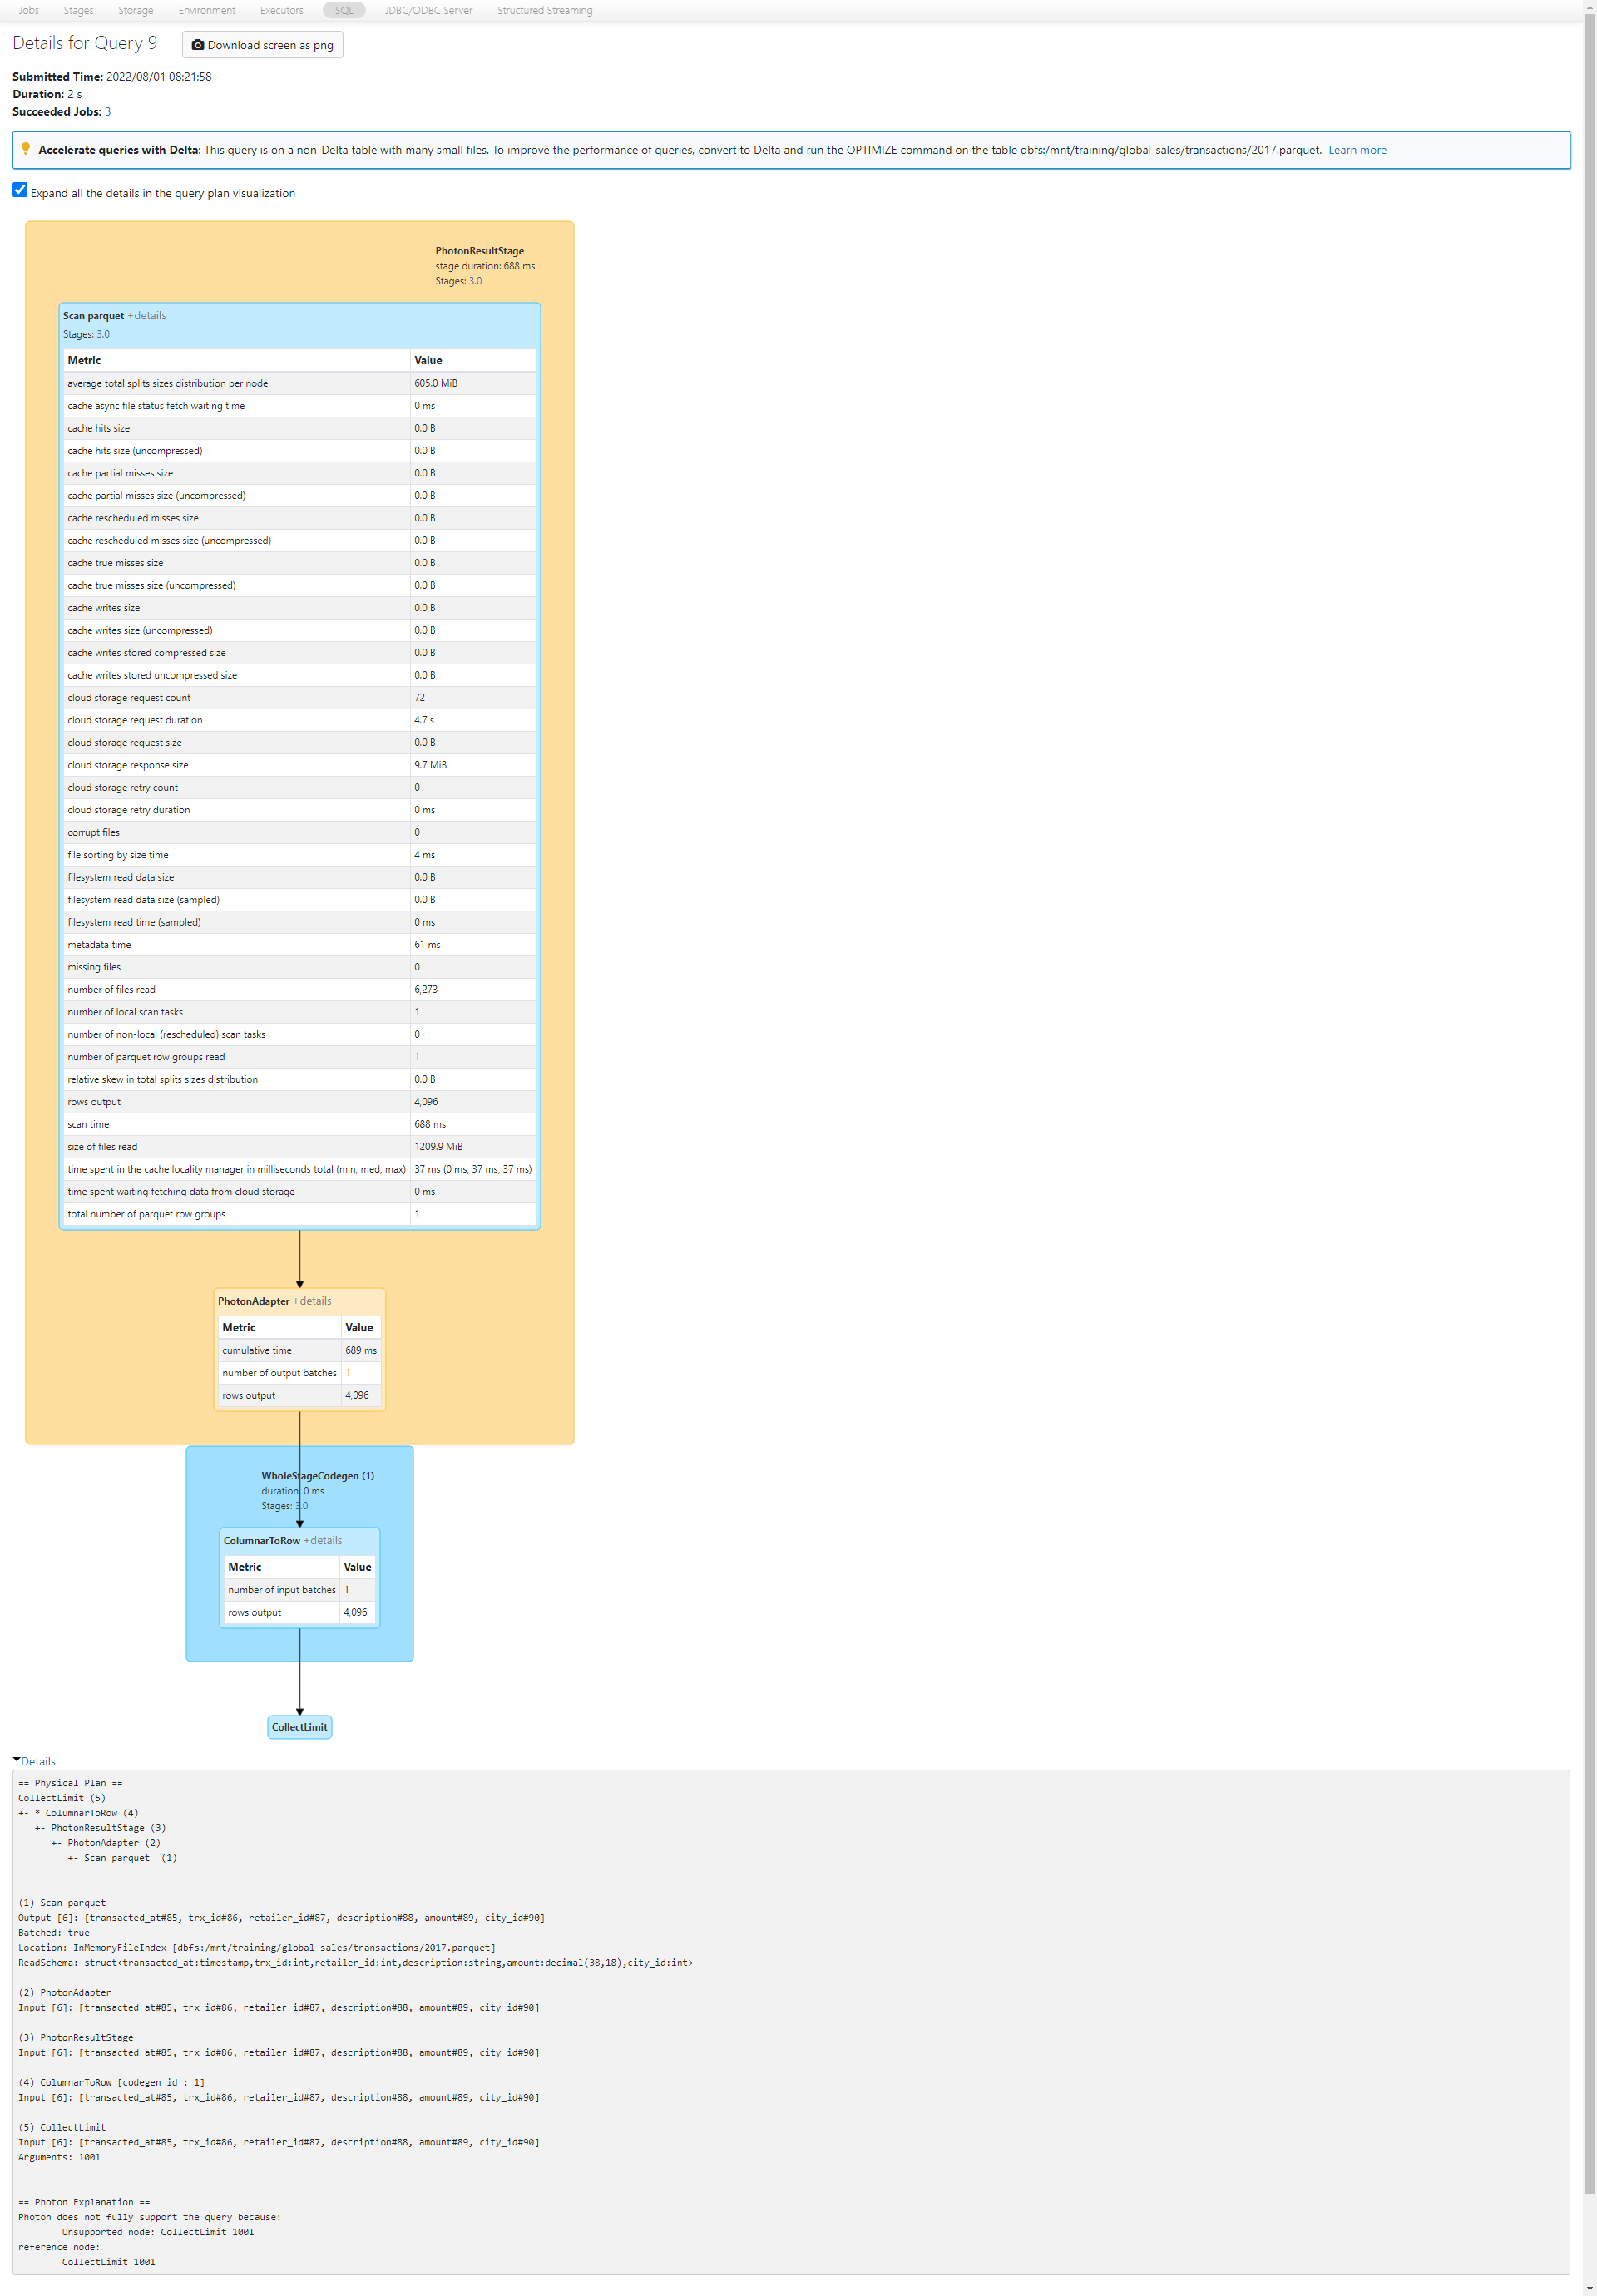 Jobs Stages Storage Environment Executors SQL JDBC/ODBC Server Structured Streaming
Details for Query 9 Download screen as png
Submitted Time: 2022/08/01 08:21:58
Duration: 2 s
Succeeded Jobs: 3
Accelerate queries with Delta: This query is on a non-Delta table with many small files. To improve the performance of queries, convert to Delta and run the OPTIMIZE command on the table dbfs:/mnt/training/global-sales/transactions/2017.parquet. Learn more
Expand all the details in the query plan visualization
PhotonResultStage
stage duration: 688 ms
Stages: 3.0
Scan parquet +details
Stages: 3.0
Metric Value
average total splits sizes distribution per node 605.0 MiB
cache async file status fetch waiting time 0 ms
cache hits size 0.0 B
cache hits size (uncompressed) 0.0 B
cache partial misses size 0.0 B
cache partial misses size (uncompressed) 0.0 B
cache rescheduled misses size 0.0 B
cache rescheduled misses size (uncompressed) 0.0 B
cache true misses size 0.0 B
cache true misses size (uncompressed) 0.0 B
cache writes size 0.0 B
cache writes size (uncompressed) 0.0 B
cache writes stored compressed size 0.0 B
cache writes stored uncompressed size 0.0 B
cloud storage request count 72
cloud storage request duration 4.7 s
cloud storage request size 0.0 B
cloud storage response size 9.7 MiB
cloud storage retry count 0
cloud storage retry duration 0 ms
corrupt files 0
file sorting by size time 4 ms
filesystem read data size 0.0 B
filesystem read data size (sampled) 0.0 B
filesystem read time (sampled) 0 ms
metadata time 61 ms
missing files 0
number of files read 6,273
number of local scan tasks 1
number of non-local (rescheduled) scan tasks 0
number of parquet row groups read 1
relative skew in total splits sizes distribution 0.0 B
rows output 4,096
scan time 688 ms
size of files read 1209.9 MiB
time spent in the cache locality manager in milliseconds total (min, med, max) 37 ms (0 ms, 37 ms, 37 ms)
time spent waiting fetching data from cloud storage 0 ms
total number of parquet row groups 1
PhotonAdapter +details
Metric Value
cumulative time 689 ms
number of output batches 1
rows output 4,096
WholeStageCodegen (1)
duration: 0 ms
Stages: 3.0
ColumnarToRow +details
Metric Value
number of input batches 1
rows output 4,096
CollectLimit
Details
== Physical Plan ==
CollectLimit (5)
+- * ColumnarToRow (4)
+- PhotonResultStage (3)
+- PhotonAdapter (2)
+- Scan parquet (1)
(1) Scan parquet
Output [6]: [transacted_at#85, trx_id#86, retailer_id#87, description#88, amount#89, city_id#90]
Batched: true
Location: InMemoryFileIndex [dbfs:/mnt/training/global-sales/transactions/2017.parquet]
ReadSchema: struct<transacted_at:timestamp,trx_id:int,retailer_id:int,description:string,amount:decimal(38,18),city_id:int>
(2) PhotonAdapter
Input [6]: [transacted_at#85, trx_id#86, retailer_id#87, description#88, amount#89, city_id#90]
(3) PhotonResultStage
Input [6]: [transacted_at#85, trx_id#86, retailer_id#87, description#88, amount#89, city_id#90]
(4) ColumnarToRow [codegen id : 1]
Input [6]: [transacted_at#85, trx_id#86, retailer_id#87, description#88, amount#89, city_id#90]
(5) CollectLimit
Input [6]: [transacted_at#85, trx_id#86, retailer_id#87, description#88, amount#89, city_id#90]
Arguments: 1001
== Photon Explanation ==
Photon does not fully support the query because:
Unsupported node: CollectLimit 1001
reference node:
CollectLimit 1001